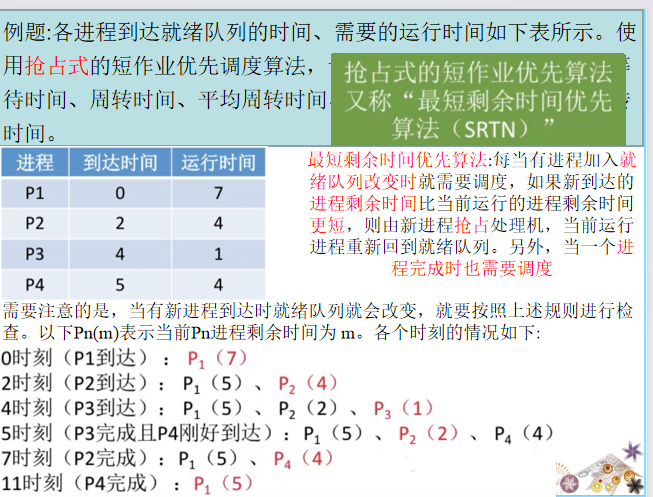 例题:各进程到达就绪队列的时间、需要的运行时间如下表所示。使
用抢占式的短作业优先调度算法，
待时间、周转时间、平均周转时间
时间。
抢占式的短作业优先算法
又称“最短剩余时间优先
算法（SRTN）”
进程 到达时间 运行时间
P1 0 7
P2 2 4
P3 4 1
P4 5 4
最短剩余时间优先算法:每当有进程加入就
绪队列改变时就需要调度，如果新到达的
进程剩余时间比当前运行的进程剩余时间
更短，则由新进程抢占处理机，当前运行
进程重新回到就绪队列。另外，当一个进
程完成时也需要调度
需要注意的是，当有新进程到达时就绪队列就会改变，就要按照上述规则进行检
查。以下Pn(m)表示当前Pn进程剩余时间为 m。各个时刻的情况如下:
0时刻（P1到达）：P₁（7）
2时刻（P2到达）：P₁（5）、P₂（4）
4时刻（P3到达）：P₁（5）、P₂（2）、P₃（1）
5时刻（P3完成且P4刚好到达）：P₁（5）、P₂（2）、P₄（4）
7时刻（P2完成）：P₁（5）、P₄（4）
11时刻（P4完成）：P₁（5）